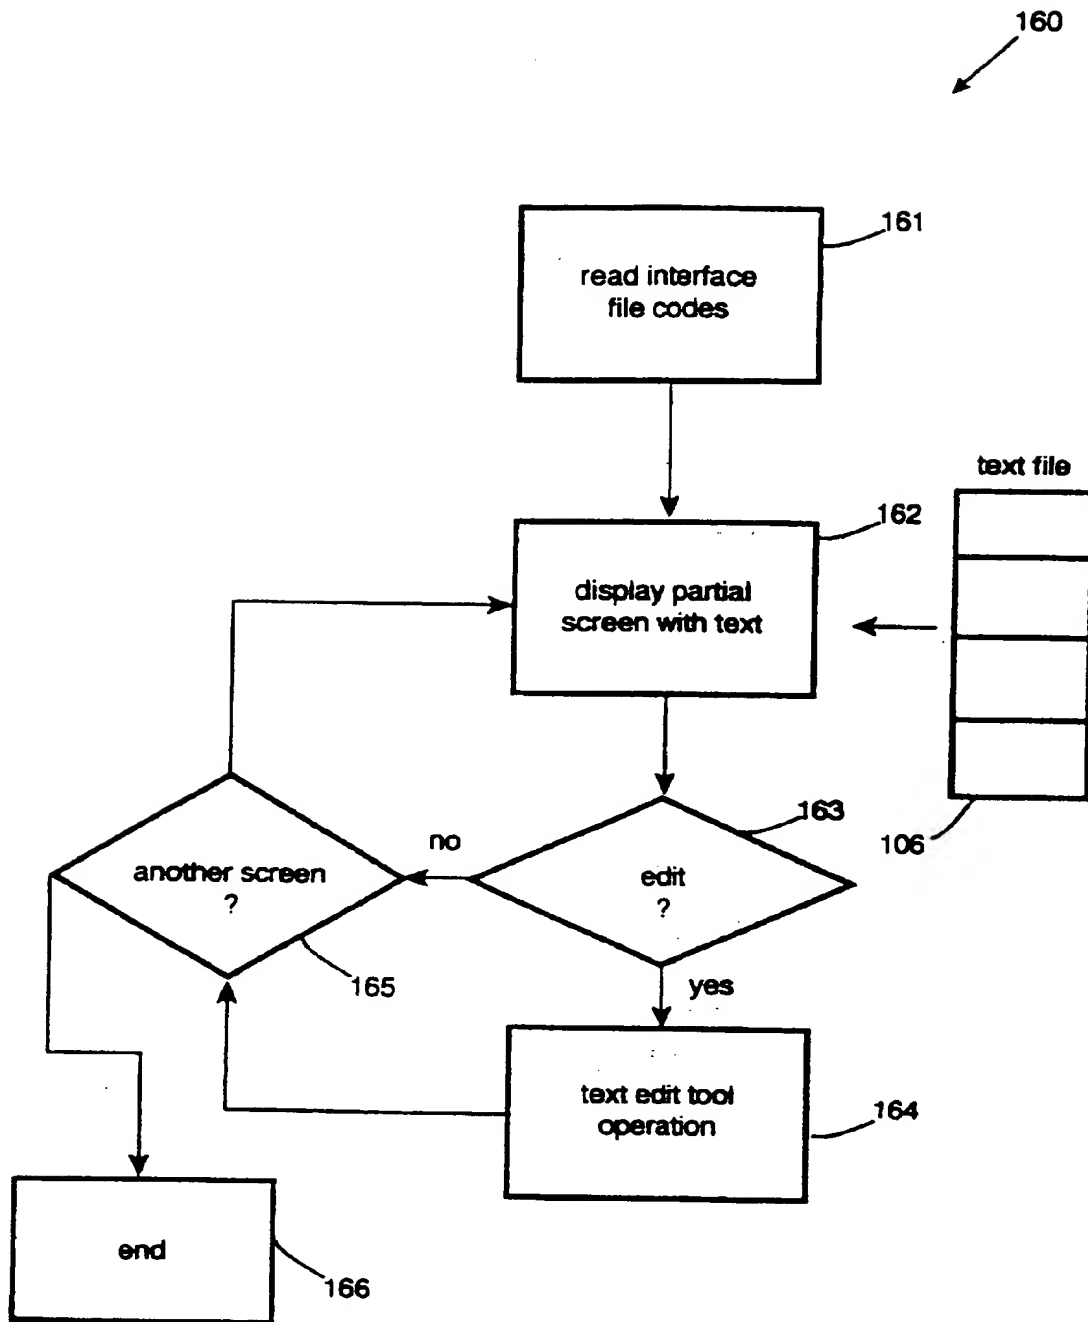 160
161
read interface
file codes
text file
162
display partial
screen with text
163
106
no
another screen
?
edit
?
165
yes
text edit tool
operation
164
end
166